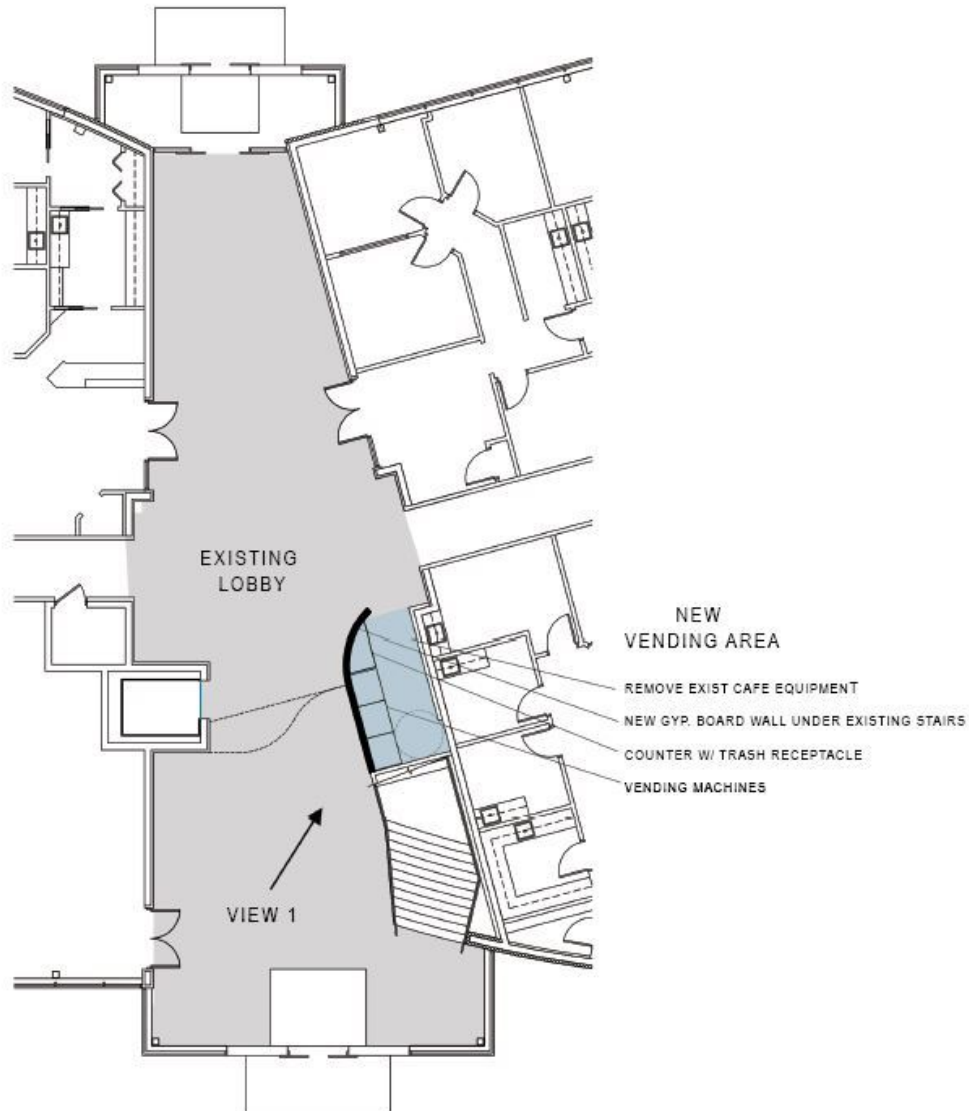 EXISTING
LOBBY
NEW
VENDING AREA
REMOVE EXIST CAFE EQUIPMENT
NEW GYP. BOARD WALL UNDER EXISTING STAIRS
COUNTER W/ TRASH RECEPTACLE
VENDING MACHINES
VIEW 1